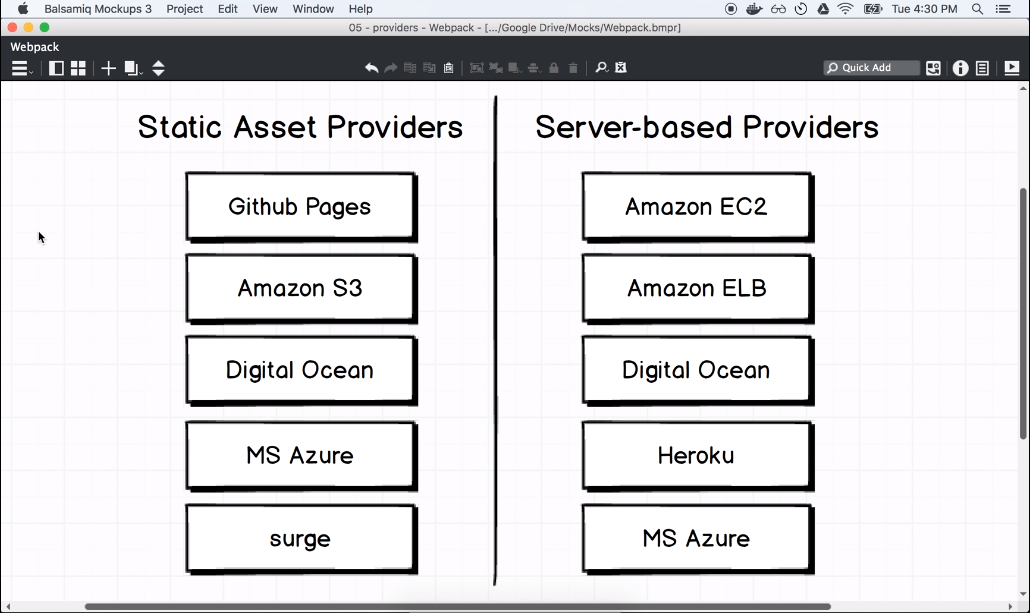 Balsamiq Mockups 3 Project Edit View Window Help Tue 4:30 PM
05 - providers - Webpack - [.../Google Drive/Mocks/Webpack.bmpr]
Webpack
Quick Add
Static Asset Providers
Github Pages
Amazon S3
Digital Ocean
MS Azure
surge
Server-based Providers
Amazon EC2
Amazon ELB
Digital Ocean
Heroku
MS Azure